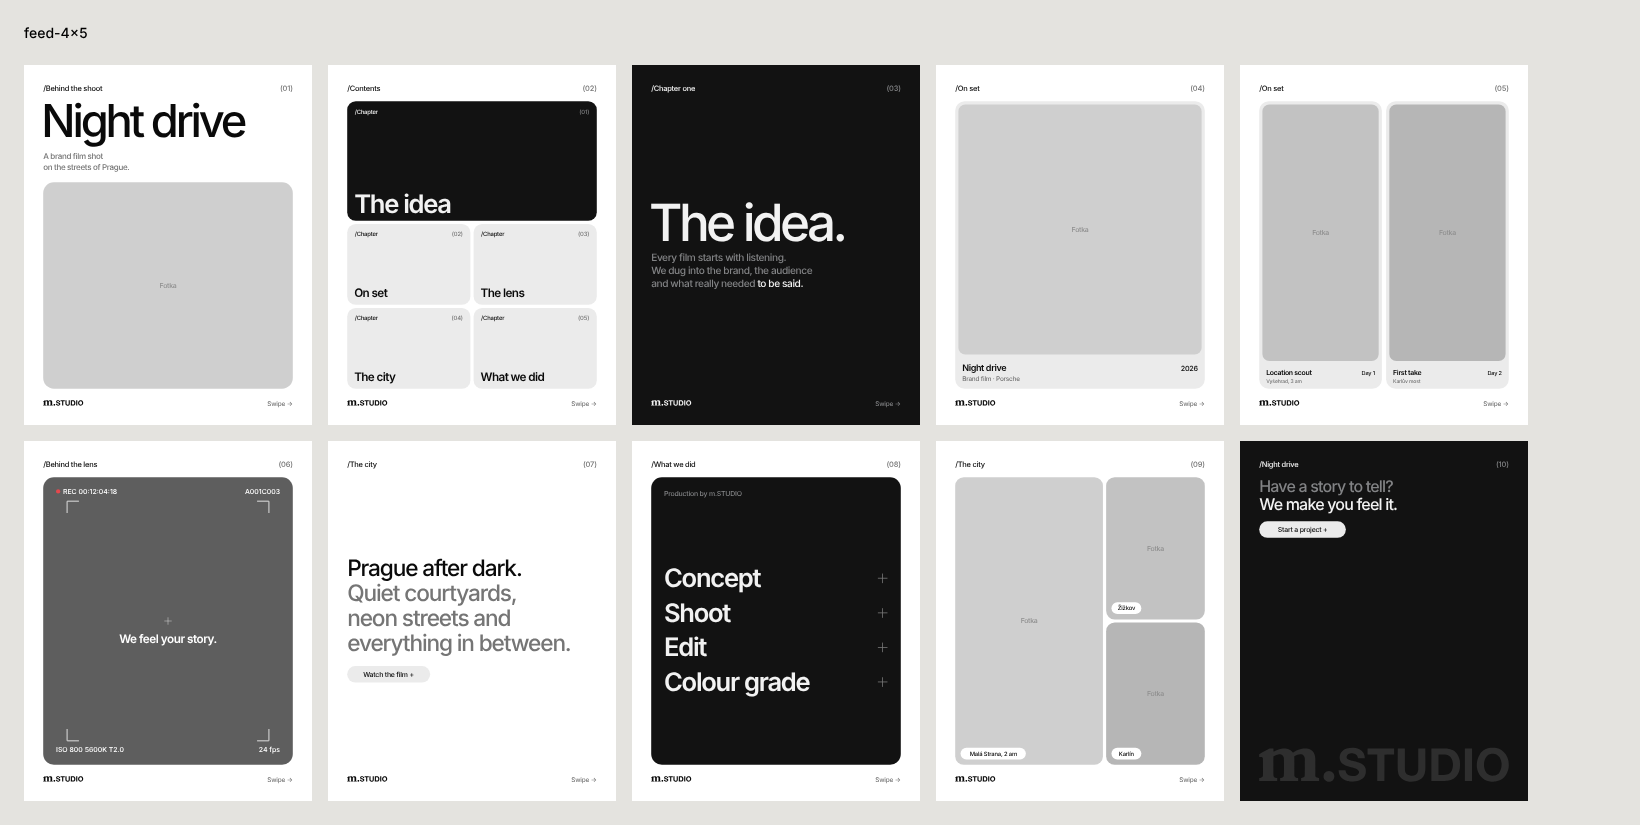 feed-4×5
/Behind the shoot (01)
Night drive
A brand film shot
on the streets of Prague.
Fotka
m.STUDIO Swipe →
/Contents (02)
/Chapter (01)
The idea
/Chapter (02)
On set
/Chapter (03)
The lens
/Chapter (04)
The city
/Chapter (05)
What we did
m.STUDIO Swipe →
/Chapter one (03)
The idea.
Every film starts with listening.
We dug into the brand, the audience
and what really needed to be said.
m.STUDIO Swipe →
/On set (04)
Fotka
Night drive 2026
Brand film · Porsche
m.STUDIO Swipe →
/On set (05)
Fotka
Location scout Day 1
Vyšehrad, 3 am
Fotka
First take Day 2
Karlův most
m.STUDIO Swipe →
/Behind the lens (06)
REC 00:12:04:18 A001C003
+
We feel your story.
ISO 800 5600K T2.0 24 fps
m.STUDIO Swipe →
/The city (07)
Prague after dark.
Quiet courtyards,
neon streets and
everything in between.
Watch the film +
m.STUDIO Swipe →
/What we did (08)
Production by m.STUDIO
Concept +
Shoot +
Edit +
Colour grade +
m.STUDIO Swipe →
/The city (09)
Fotka
Malá Strana, 2 am
Fotka
Žižkov
Fotka
Karlín
m.STUDIO Swipe →
/Night drive (10)
Have a story to tell?
We make you feel it.
Start a project +
m.STUDIO